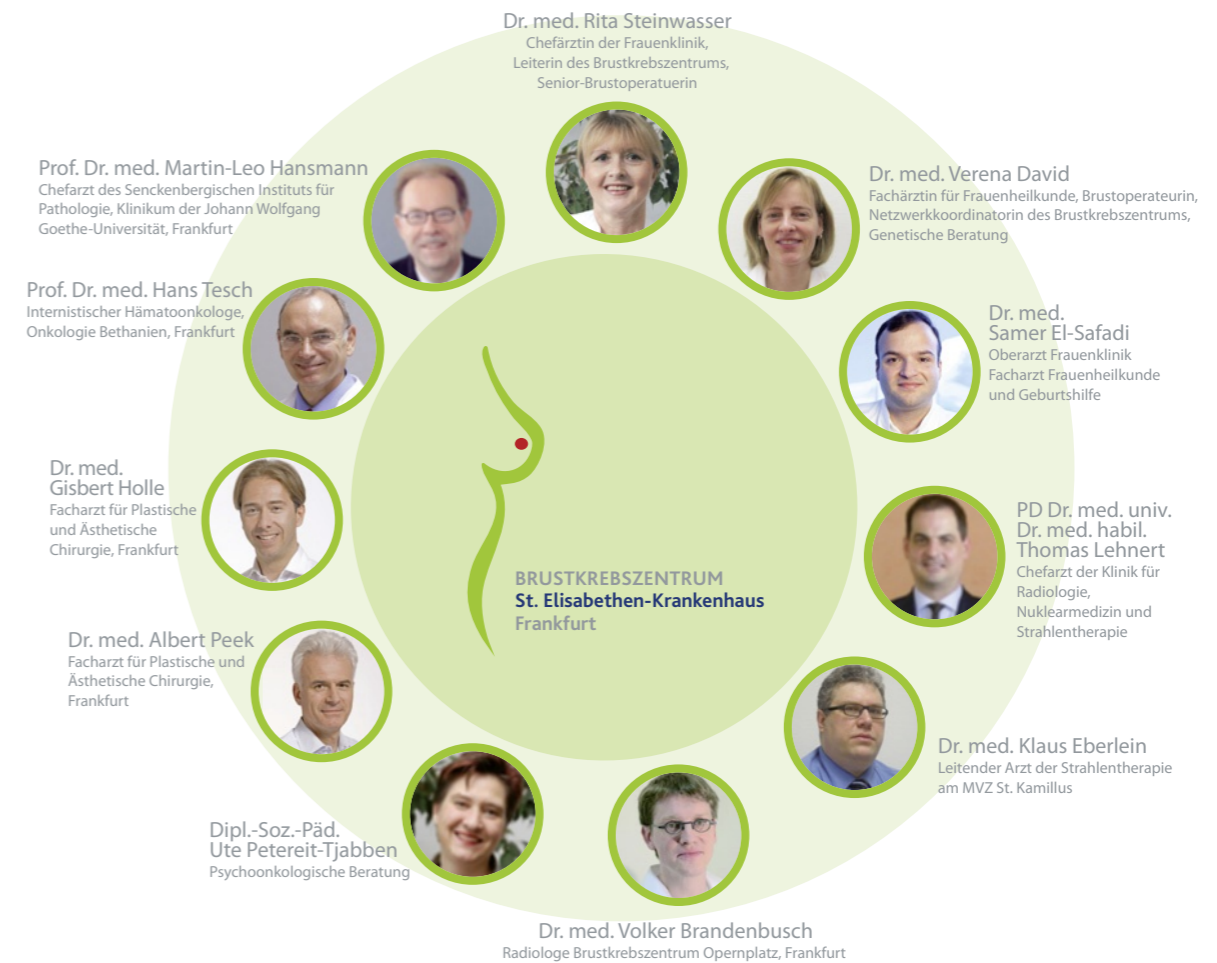 Dr. med. Rita Steinwasser
Chefärztin der Frauenklinik,
Leiterin des Brustkrebszentrums,
Senior-Brustoperatuerin
Dr. med. Verena David
Fachärztin für Frauenheilkunde, Brustoperateurin,
Netzwerkkoordinatorin des Brustkrebszentrums,
Genetische Beratung
Dr. med.
Samer El-Safadi
Oberarzt Frauenklinik
Facharzt Frauenheilkunde
und Geburtshilfe
PD Dr. med. univ.
Dr. med. habil.
Thomas Lehnert
Chefarzt der Klinik für
Radiologie,
Nuklearmedizin und
Strahlentherapie
Dr. med. Klaus Eberlein
Leitender Arzt der Strahlentherapie
am MVZ St. Kamillus
Dr. med. Volker Brandenbusch
Radiologe Brustkrebszentrum Opernplatz, Frankfurt
Dipl.-Soz.-Päd.
Ute Petereit-Tjabben
Psychoonkologische Beratung
Dr. med. Albert Peek
Facharzt für Plastische und
Ästhetische Chirurgie,
Frankfurt
Dr. med.
Gisbert Holle
Facharzt für Plastische
und Ästhetische
Chirurgie, Frankfurt
Prof. Dr. med. Hans Tesch
Internistischer Hämatoonkologe,
Onkologie Bethanien, Frankfurt
Prof. Dr. med. Martin-Leo Hansmann
Chefarzt des Senckenbergischen Instituts für
Pathologie, Klinikum der Johann Wolfgang
Goethe-Universität, Frankfurt
BRUSTKREBSZENTRUM
St. Elisabethen-Krankenhaus
Frankfurt